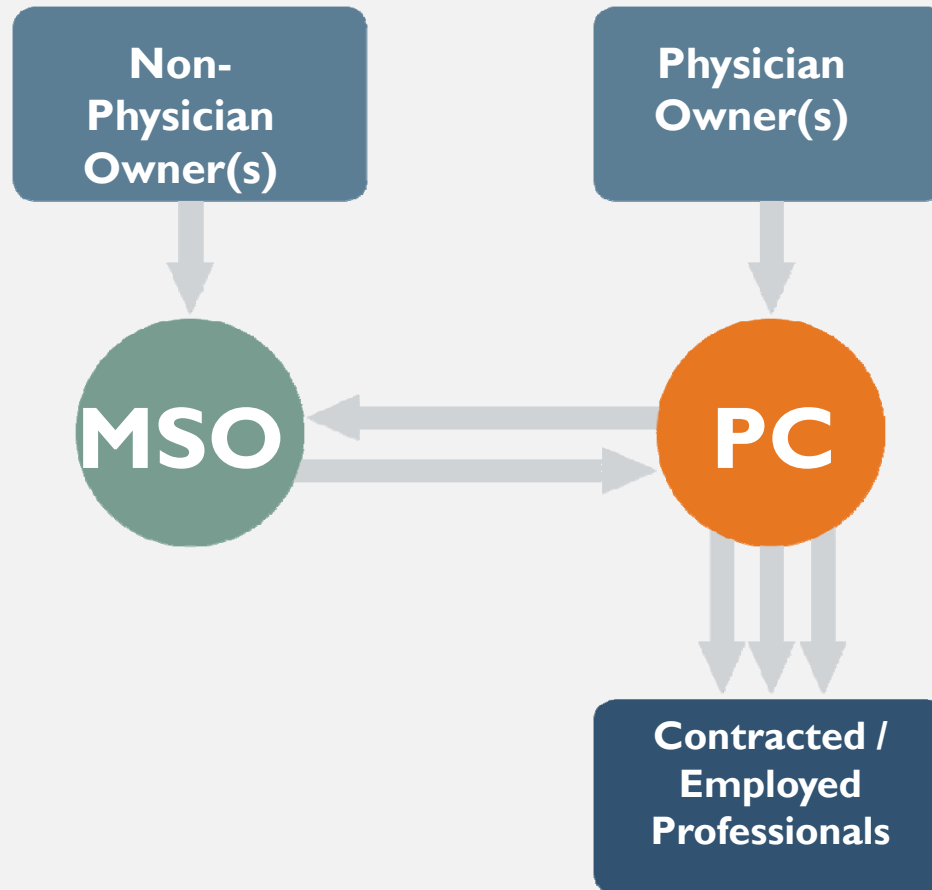 Non-
Physician
Owner(s)
Physician
Owner(s)
MSO
PC
Contracted /
Employed
Professionals